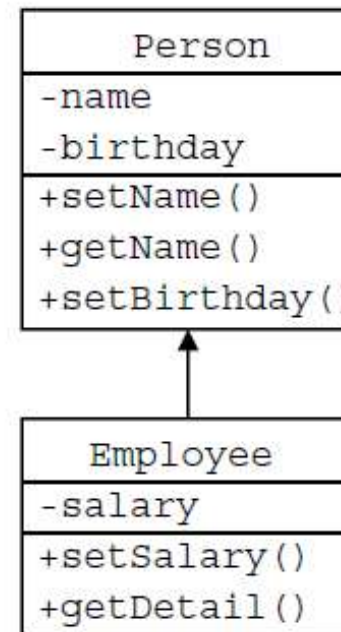 Person
-name
-birthday
+setName()
+getName()
+setBirthday(
Employee
-salary
+setSalary()
+getDetail()